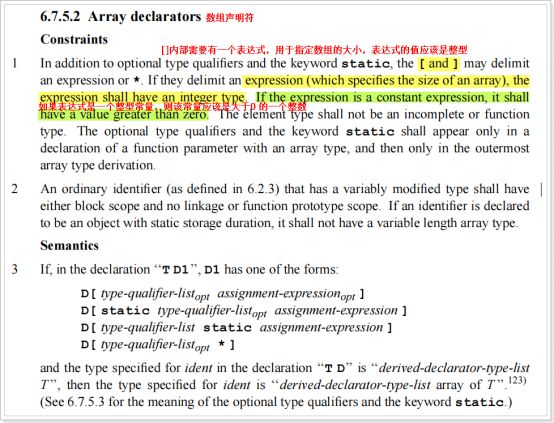 6.7.5.2 Array declarators 数组声明符
Constraints
[]内部需要有一个表达式，用于指定数组的大小，表达式的值应该是整型
1 In addition to optional type qualifiers and the keyword static, the [ and ] may delimit
an expression or *. If they delimit an expression (which specifies the size of an array), the
expression shall have an integer type. If the expression is a constant expression, it shall
如果表达式是一个整型常量，则该常量应该是大于0 的一个整数
have a value greater than zero. The element type shall not be an incomplete or function
type. The optional type qualifiers and the keyword static shall appear only in a
declaration of a function parameter with an array type, and then only in the outermost
array type derivation.
2 An ordinary identifier (as defined in 6.2.3) that has a variably modified type shall have
either block scope and no linkage or function prototype scope. If an identifier is declared
to be an object with static storage duration, it shall not have a variable length array type.
Semantics
3 If, in the declaration ‘‘T D1’’, D1 has one of the forms:
D[ type-qualifier-listopt assignment-expressionopt ]
D[ static type-qualifier-listopt assignment-expression ]
D[ type-qualifier-list static assignment-expression ]
D[ type-qualifier-listopt * ]
and the type specified for ident in the declaration ‘‘T D’’ is ‘‘derived-declarator-type-list
T’’, then the type specified for ident is ‘‘derived-declarator-type-list array of T’’.123)
(See 6.7.5.3 for the meaning of the optional type qualifiers and the keyword static.)